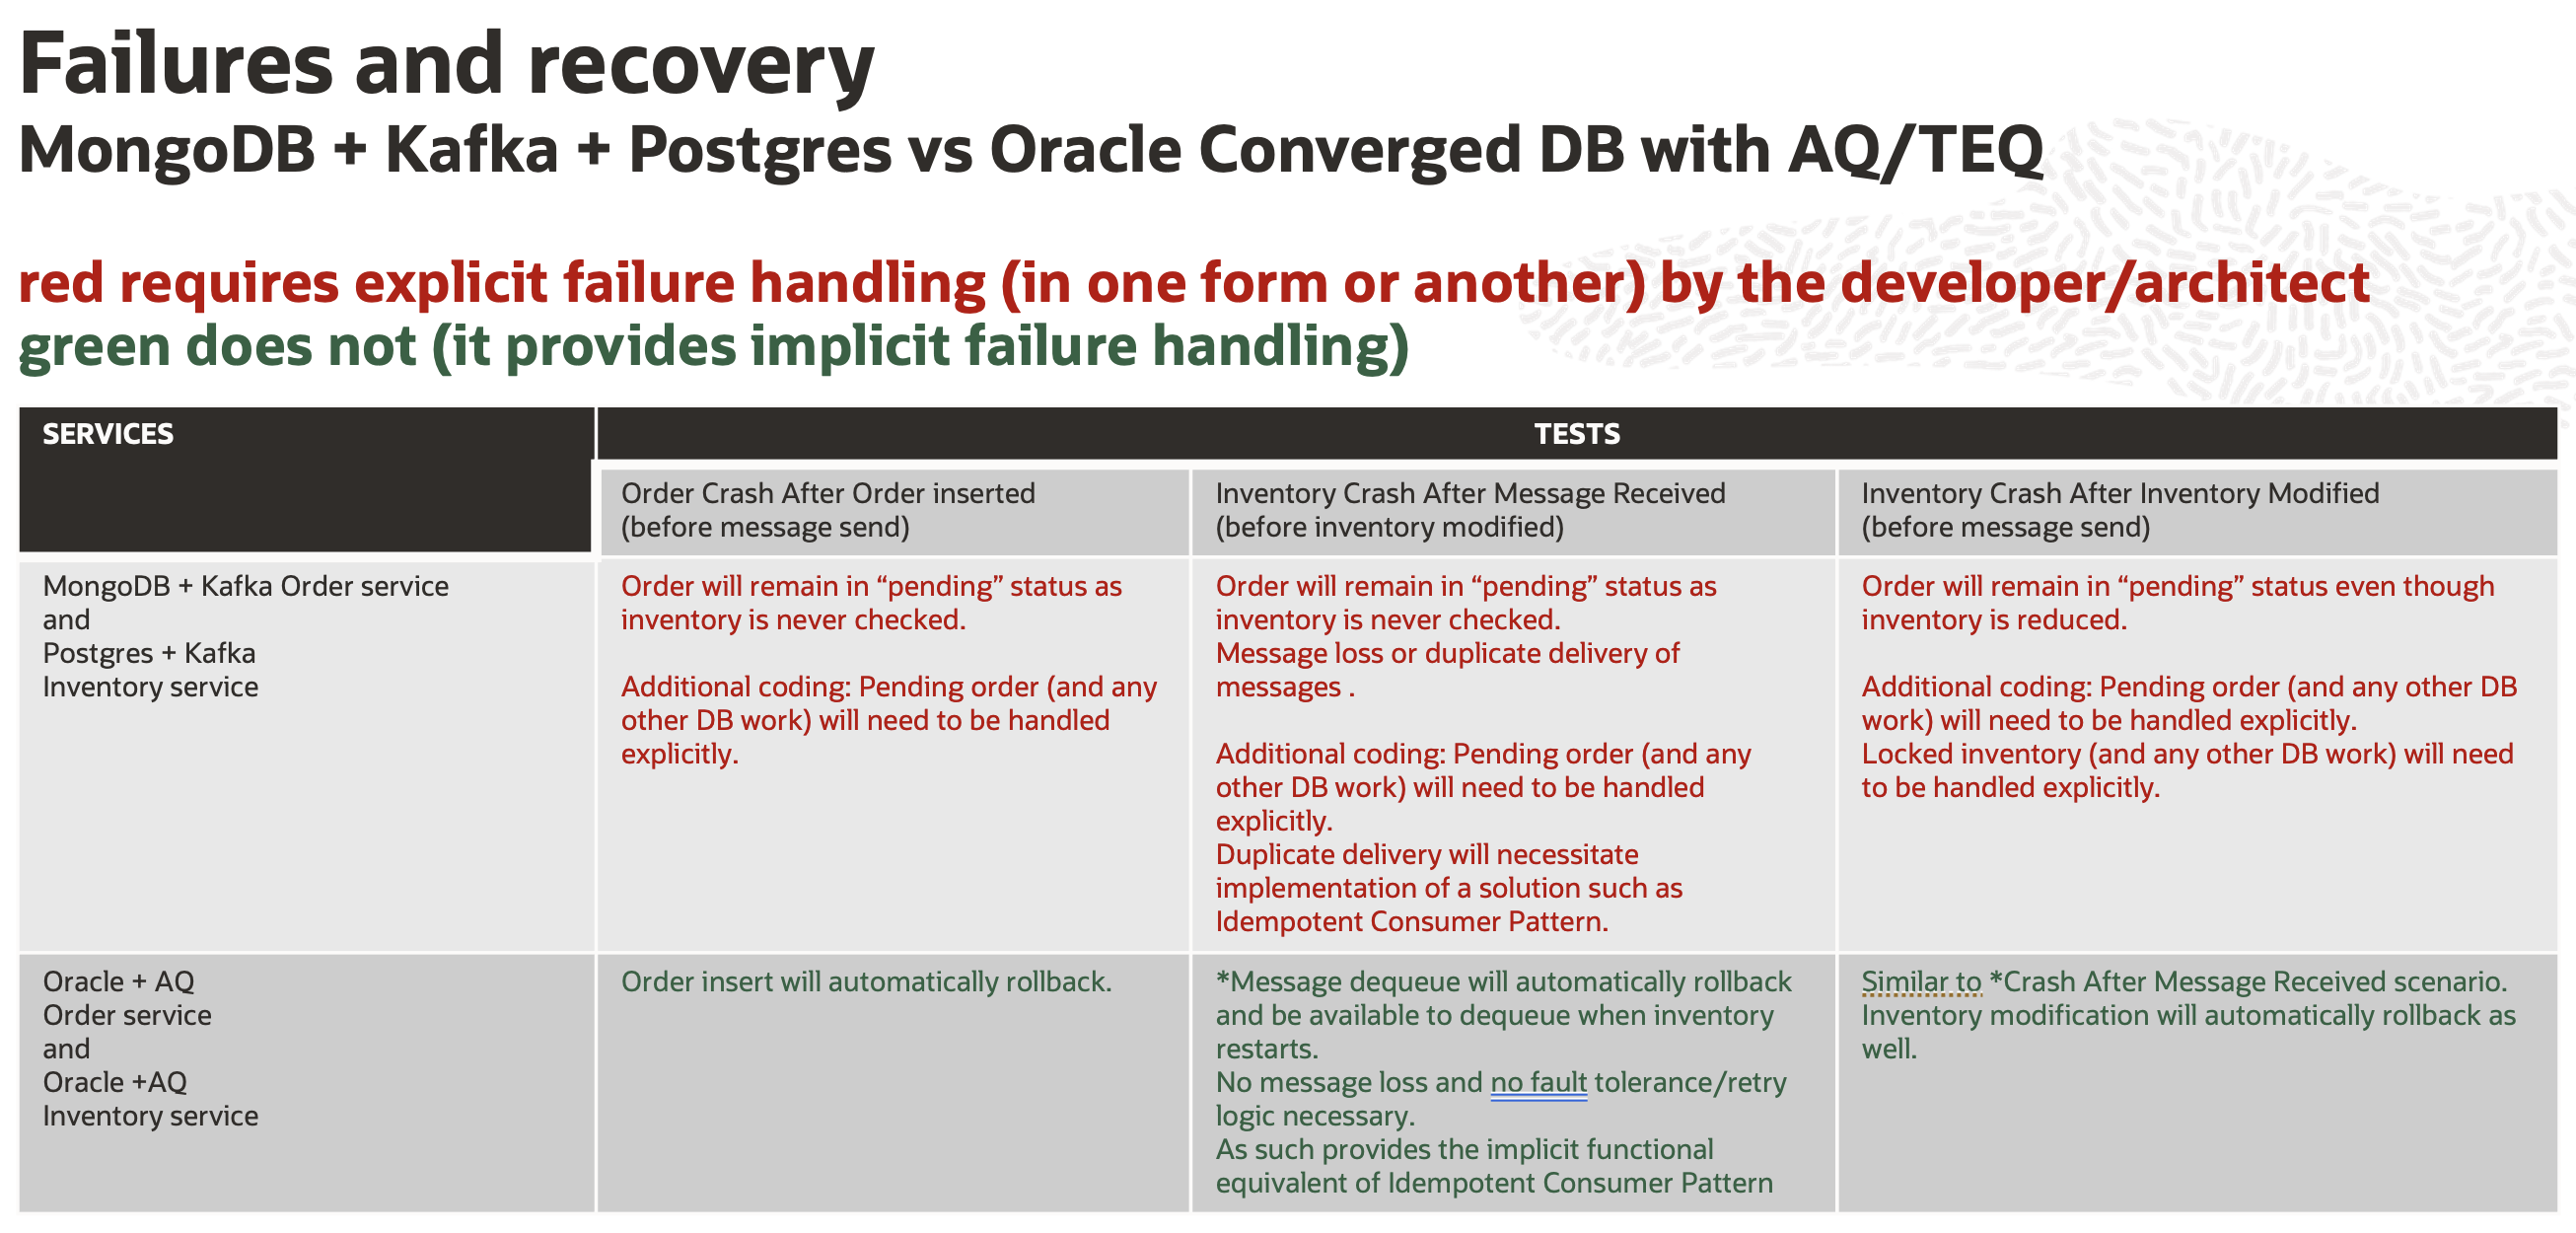 Failures and recovery
MongoDB + Kafka + Postgres vs Oracle Converged DB with AQ/TEQ
red requires explicit failure handling (in one form or another) by the developer/architect
green does not (it provides implicit failure handling)
SERVICES
TESTS
Order Crash After Order inserted
(before message send)
Inventory Crash After Message Received
(before inventory modified)
Inventory Crash After Inventory Modified
(before message send)
MongoDB + Kafka Order service
and
Postgres + Kafka
Inventory service
Order will remain in “pending” status as
inventory is never checked.
Additional coding: Pending order (and any
other DB work) will need to be handled
explicitly.
Order will remain in “pending” status as
inventory is never checked.
Message loss or duplicate delivery of
messages .
Additional coding: Pending order (and any
other DB work) will need to be handled
explicitly.
Duplicate delivery will necessitate
implementation of a solution such as
Idempotent Consumer Pattern.
Order will remain in “pending” status even though
inventory is reduced.
Additional coding: Pending order (and any other DB
work) will need to be handled explicitly.
Locked inventory (and any other DB work) will need
to be handled explicitly.
Oracle + AQ
Order service
and
Oracle +AQ
Inventory service
Order insert will automatically rollback.
*Message dequeue will automatically rollback
and be available to dequeue when inventory
restarts.
No message loss and no fault tolerance/retry
logic necessary.
As such provides the implicit functional
equivalent of Idempotent Consumer Pattern
Similar to *Crash After Message Received scenario.
Inventory modification will automatically rollback as
well.